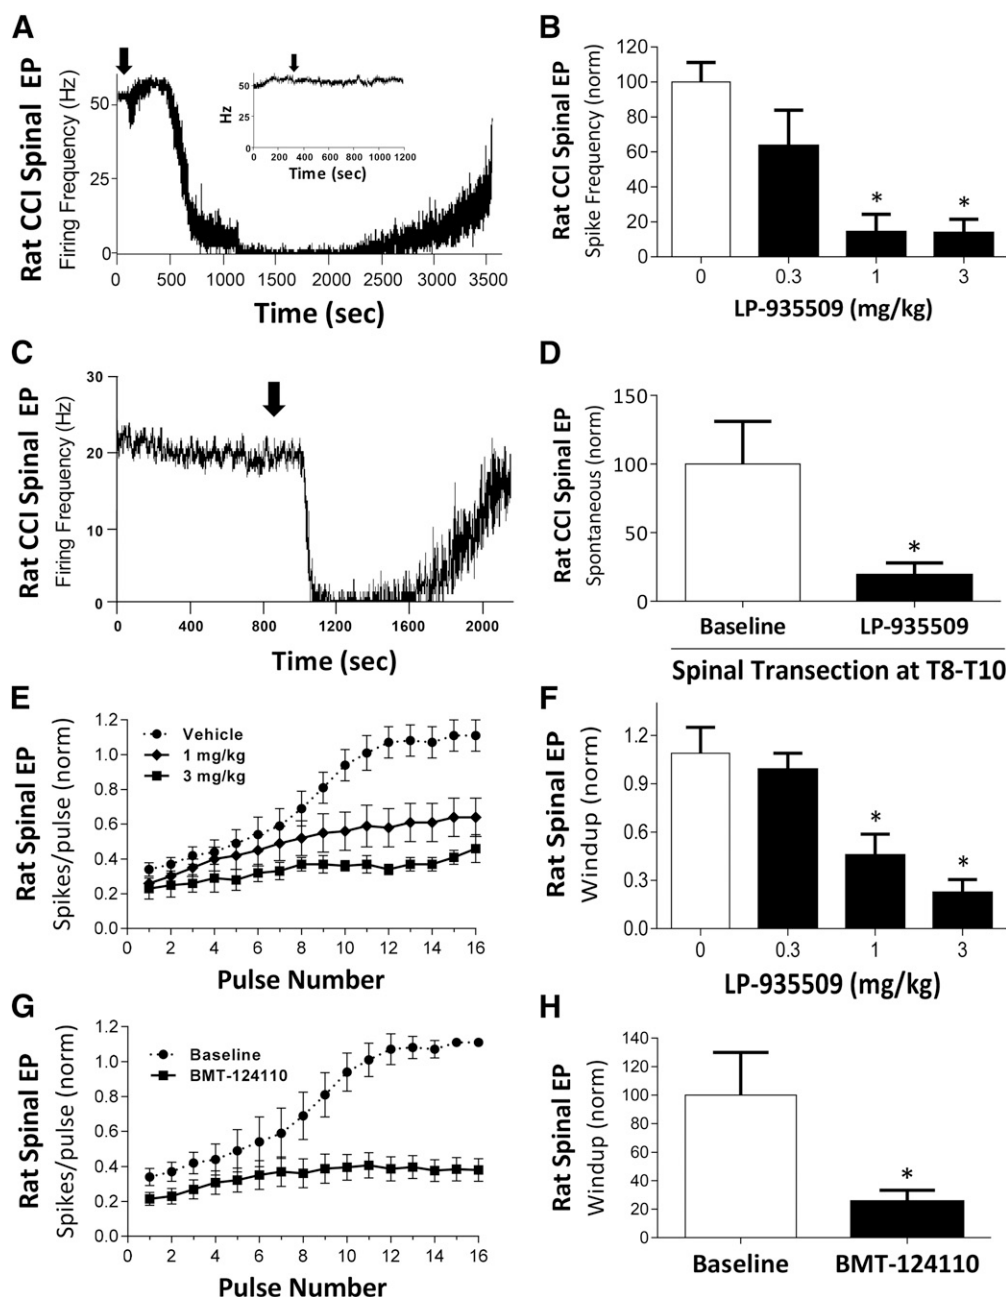 A
Rat CCI Spinal EP
Firing Frequency (Hz)
50
25
0
0 500 1000 1500 2000 2500 3000 3500
Time (sec)
Hz
50
25
0
0 200 400 600 800 1000 1200
Time (sec)
B
Rat CCI Spinal EP
Spike Frequency (norm)
120
100
80
60
40
20
0
* *
0 0.3 1 3
LP-935509 (mg/kg)
C
Rat CCI Spinal EP
Firing Frequency (Hz)
30
20
10
0
0 400 800 1200 1600 2000
Time (sec)
D
Rat CCI Spinal EP
Spontaneous (norm)
150
100
50
0
*
Baseline LP-935509
Spinal Transection at T8-T10
E
Rat Spinal EP
Spikes/pulse (norm)
1.2
1.0
0.8
0.6
0.4
0.2
0.0
Vehicle
1 mg/kg
3 mg/kg
0 2 4 6 8 10 12 14 16
Pulse Number
F
Rat Spinal EP
Windup (norm)
1.2
0.9
0.6
0.3
0.0
* *
0 0.3 1 3
LP-935509 (mg/kg)
G
Rat Spinal EP
Spikes/pulse (norm)
1.2
1.0
0.8
0.6
0.4
0.2
0.0
Baseline
BMT-124110
0 2 4 6 8 10 12 14 16
Pulse Number
H
Rat Spinal EP
Windup (norm)
140
120
100
80
60
40
20
0
*
Baseline BMT-124110